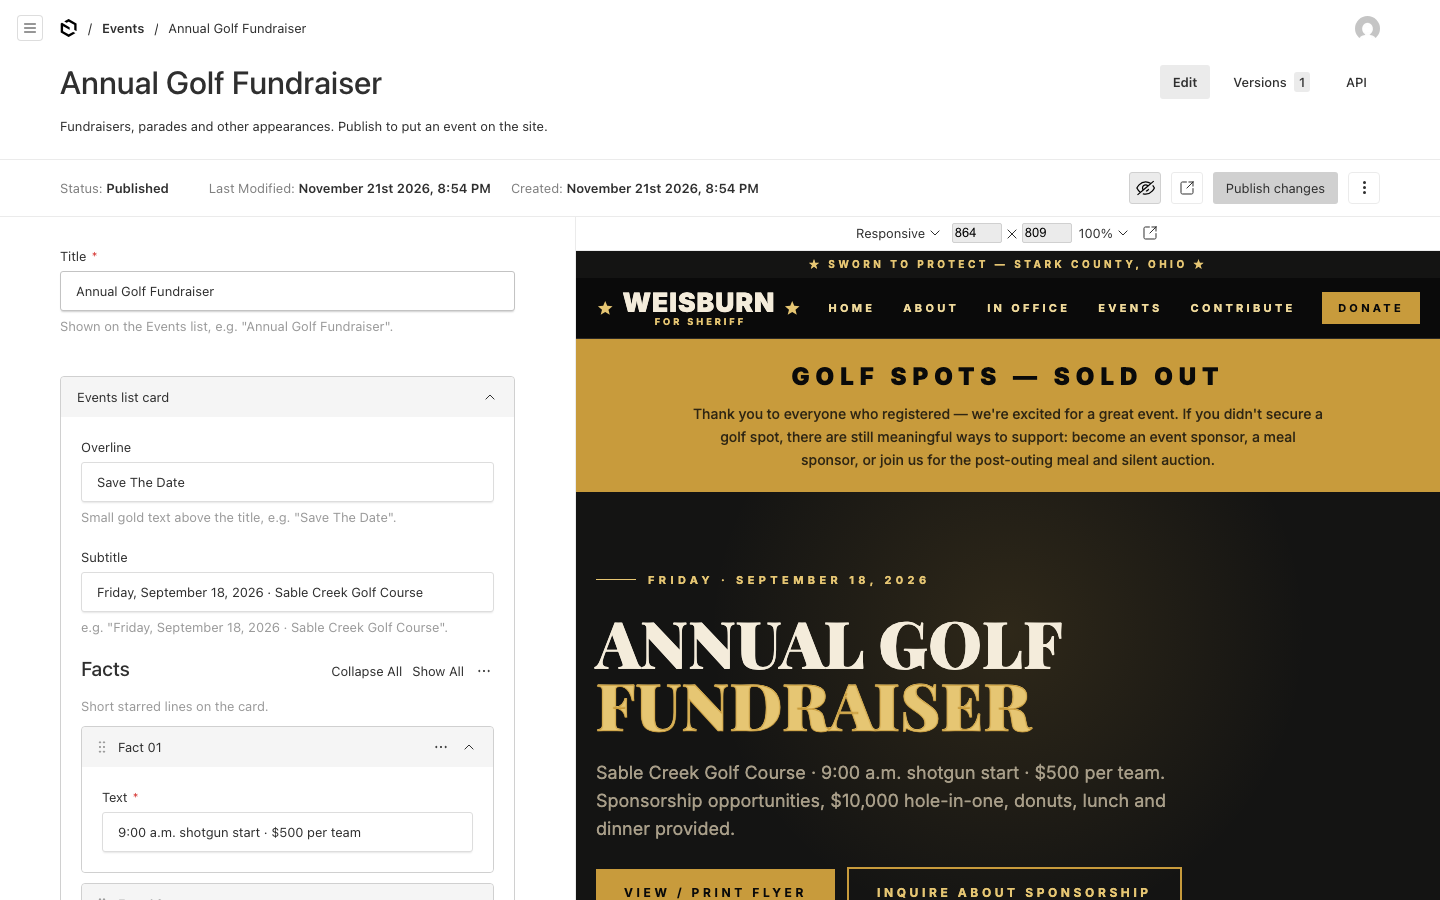 / Events / Annual Golf Fundraiser
Annual Golf Fundraiser
Edit
Versions 1
API
Fundraisers, parades and other appearances. Publish to put an event on the site.
Status: Published
Last Modified: November 21st 2026, 8:54 PM
Created: November 21st 2026, 8:54 PM
Publish changes
Title *
Annual Golf Fundraiser
Shown on the Events list, e.g. "Annual Golf Fundraiser".
Events list card
Overline
Save The Date
Small gold text above the title, e.g. "Save The Date".
Subtitle
Friday, September 18, 2026 · Sable Creek Golf Course
e.g. "Friday, September 18, 2026 · Sable Creek Golf Course".
Facts
Collapse All
Show All
Short starred lines on the card.
Fact 01
Text *
9:00 a.m. shotgun start · $500 per team
Responsive
864
809
100%
★ SWORN TO PROTECT — STARK COUNTY, OHIO ★
★ WEISBURN ★
FOR SHERIFF
HOME
ABOUT
IN OFFICE
EVENTS
CONTRIBUTE
DONATE
GOLF SPOTS — SOLD OUT
Thank you to everyone who registered — we're excited for a great event. If you didn't secure a
golf spot, there are still meaningful ways to support: become an event sponsor, a meal
sponsor, or join us for the post-outing meal and silent auction.
FRIDAY · SEPTEMBER 18, 2026
ANNUAL GOLF
FUNDRAISER
Sable Creek Golf Course · 9:00 a.m. shotgun start · $500 per team.
Sponsorship opportunities, $10,000 hole-in-one, donuts, lunch and
dinner provided.
VIEW / PRINT FLYER
INQUIRE ABOUT SPONSORSHIP